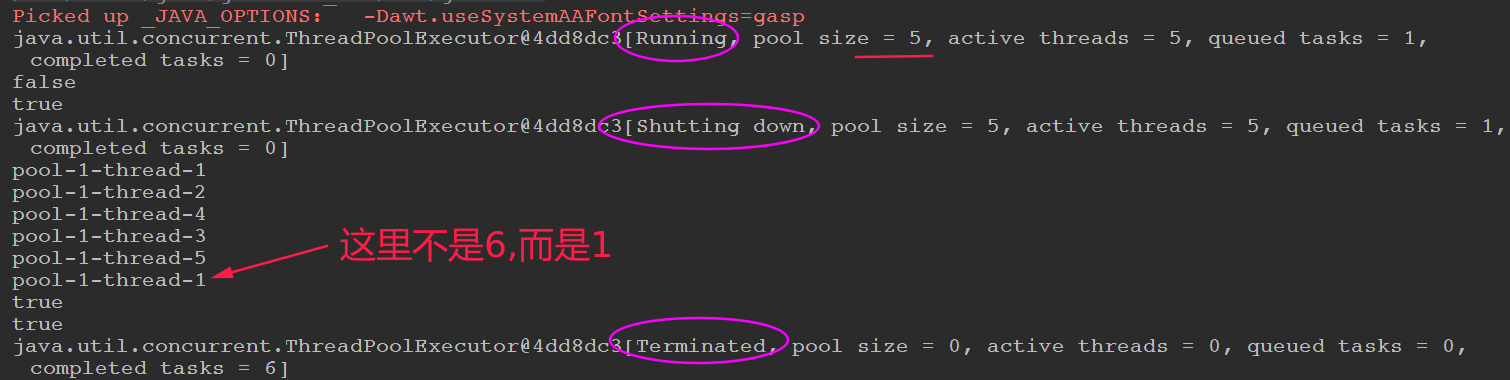 Picked up _JAVA_OPTIONS:   -Dawt.useSystemAAFontSettings=gasp
java.util.concurrent.ThreadPoolExecutor@4dd8dc3[Running, pool size = 5, active threads = 5, queued tasks = 1,
completed tasks = 0]
false
true
java.util.concurrent.ThreadPoolExecutor@4dd8dc3[Shutting down, pool size = 5, active threads = 5, queued tasks = 1,
completed tasks = 0]
pool-1-thread-1
pool-1-thread-2
pool-1-thread-4
pool-1-thread-3
这里不是6,而是1
pool-1-thread-5
pool-1-thread-1
true
true
java.util.concurrent.ThreadPoolExecutor@4dd8dc3[Terminated, pool size = 0, active threads = 0, queued tasks = 0,
completed tasks = 6]